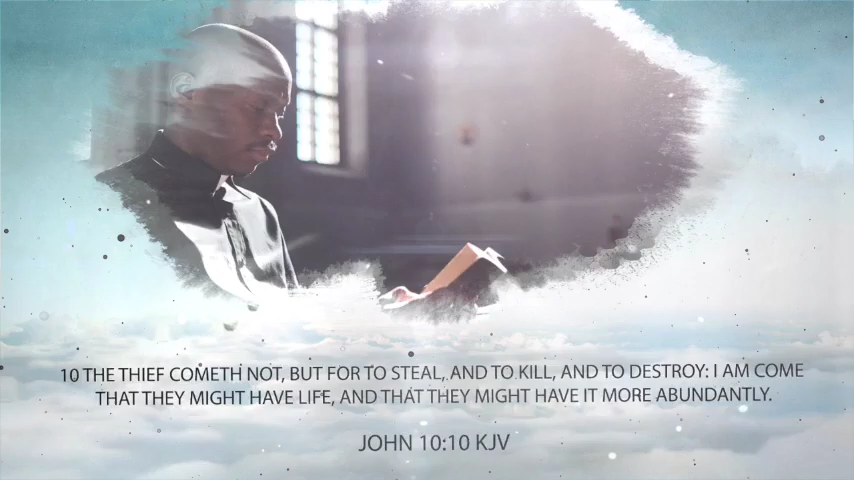 10 THE THIEF COMETH NOT, BUT FOR TO STEAL, AND TO KILL, AND TO DESTROY: I AM COME
THAT THEY MIGHT HAVE LIFE, AND THAT THEY MIGHT HAVE IT MORE ABUNDANTLY.
JOHN 10:10 KJV